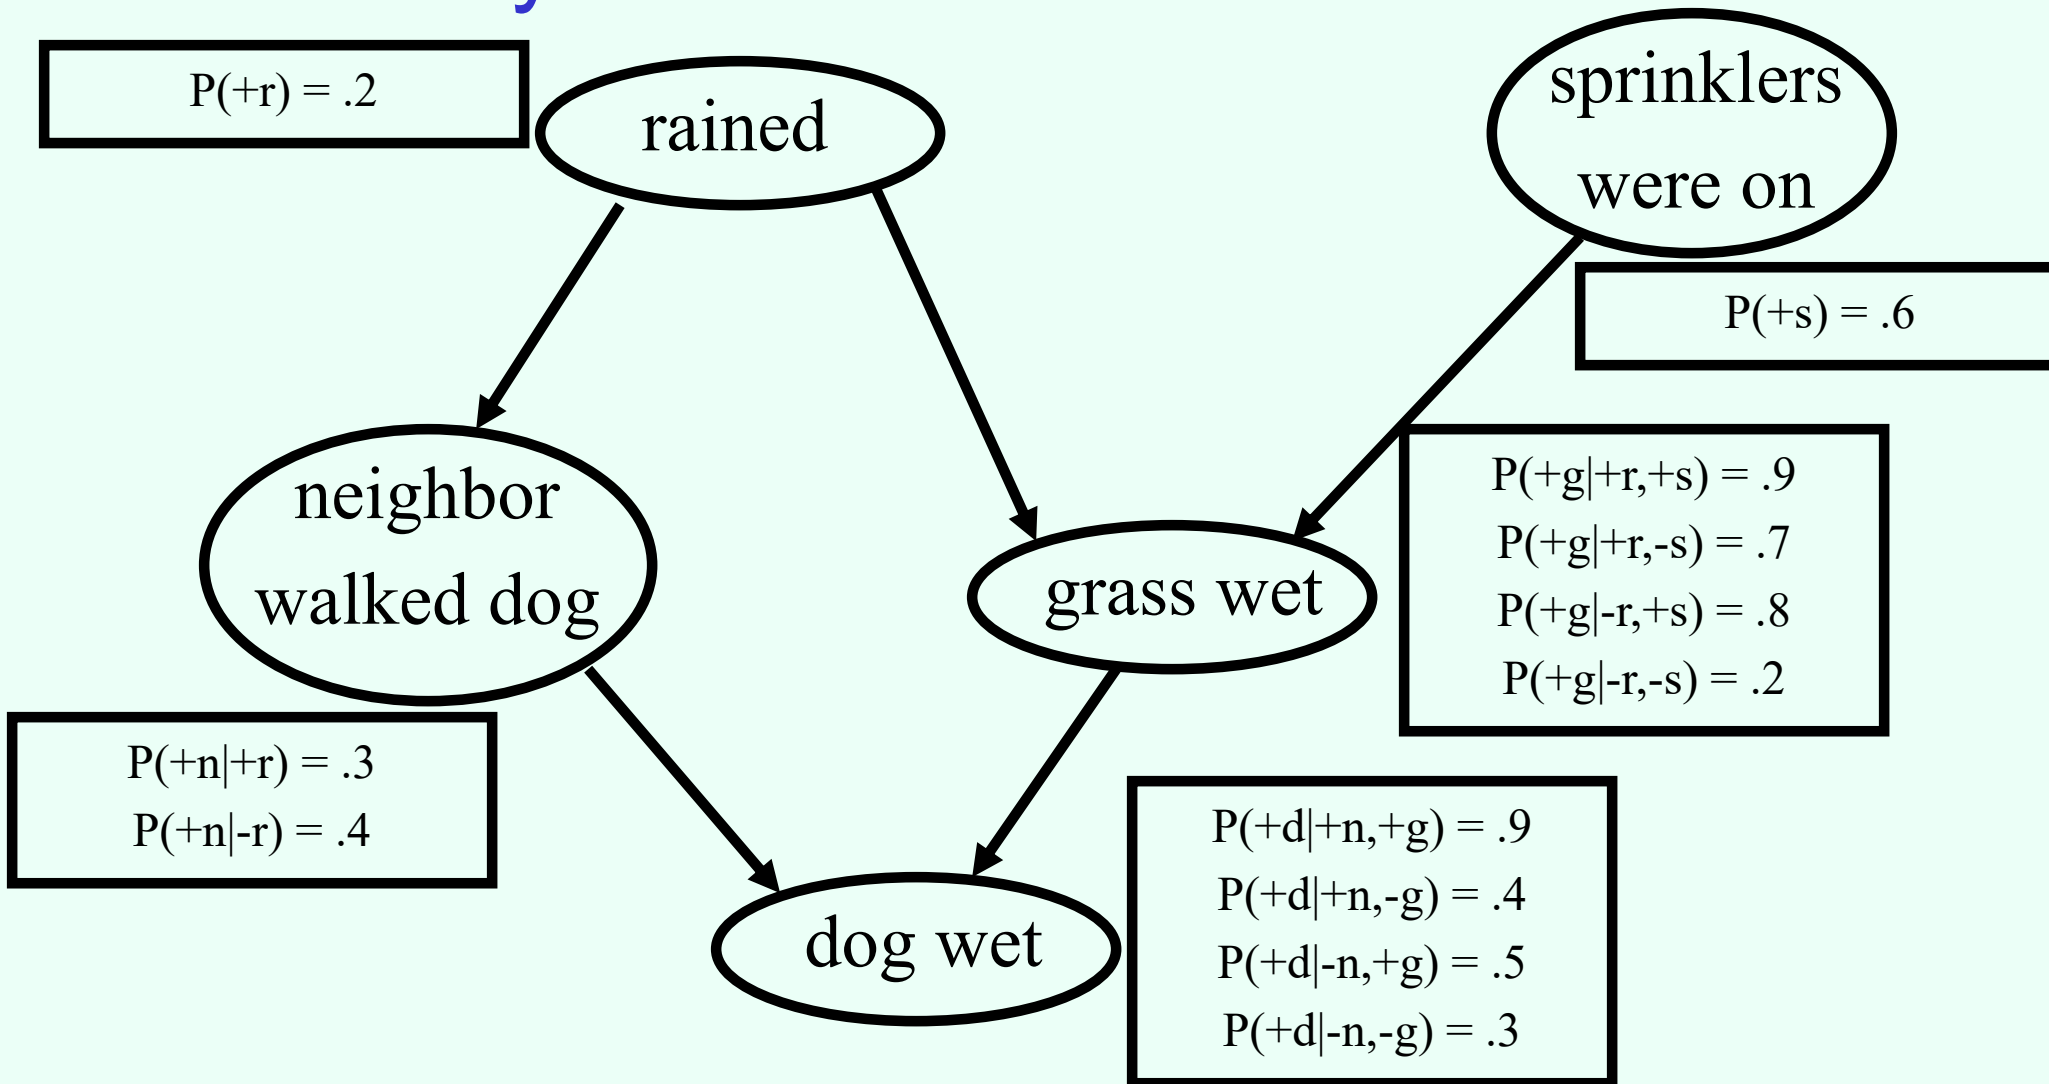 P(+r) = .2
rained
sprinklers
were on
P(+s) = .6
neighbor
walked dog
grass wet
P(+g|+r,+s) = .9
P(+g|+r,-s) = .7
P(+g|-r,+s) = .8
P(+g|-r,-s) = .2
P(+n|+r) = .3
P(+n|-r) = .4
dog wet
P(+d|+n,+g) = .9
P(+d|+n,-g) = .4
P(+d|-n,+g) = .5
P(+d|-n,-g) = .3